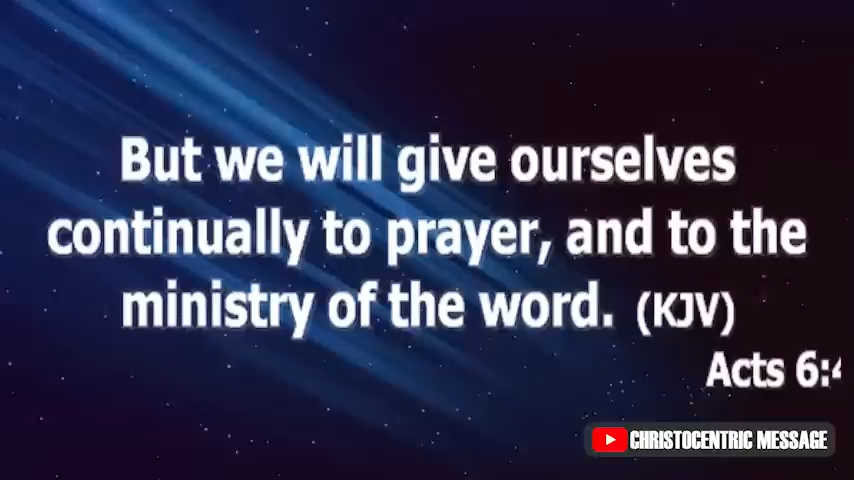 But we will give ourselves
continually to prayer, and to the
ministry of the word. (KJV)
Acts 6:4
CHRISTOCENTRIC MESSAGE